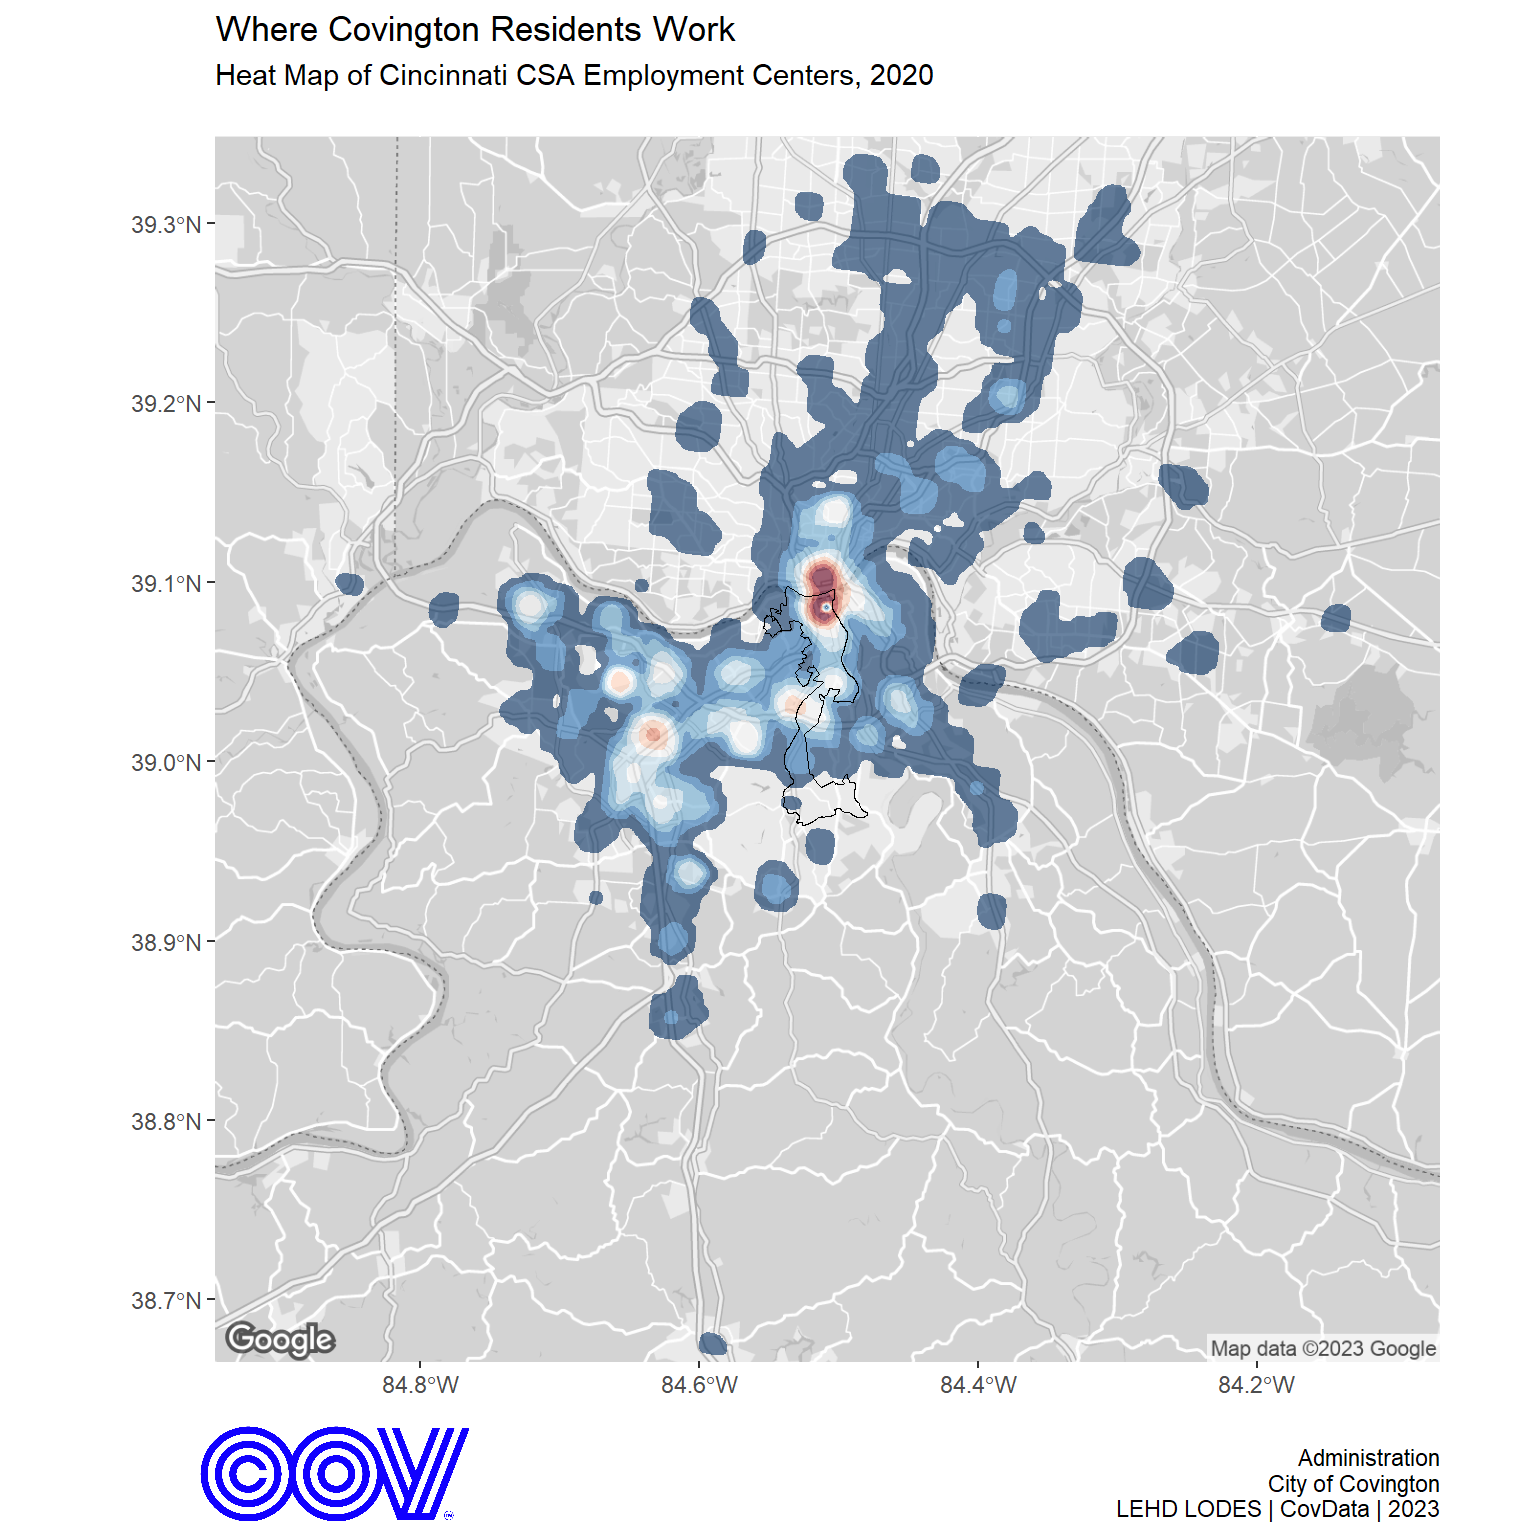 Where Covington Residents Work
Heat Map of Cincinnati CSA Employment Centers, 2020
39.3°N
39.2°N
39.1°N
39.0°N
38.9°N
38.8°N
38.7°N
Google
Map data ©2023 Google
84.8°W
84.6°W
84.4°W
84.2°W
COV
Administration
City of Covington
LEHD LODES | CovData | 2023